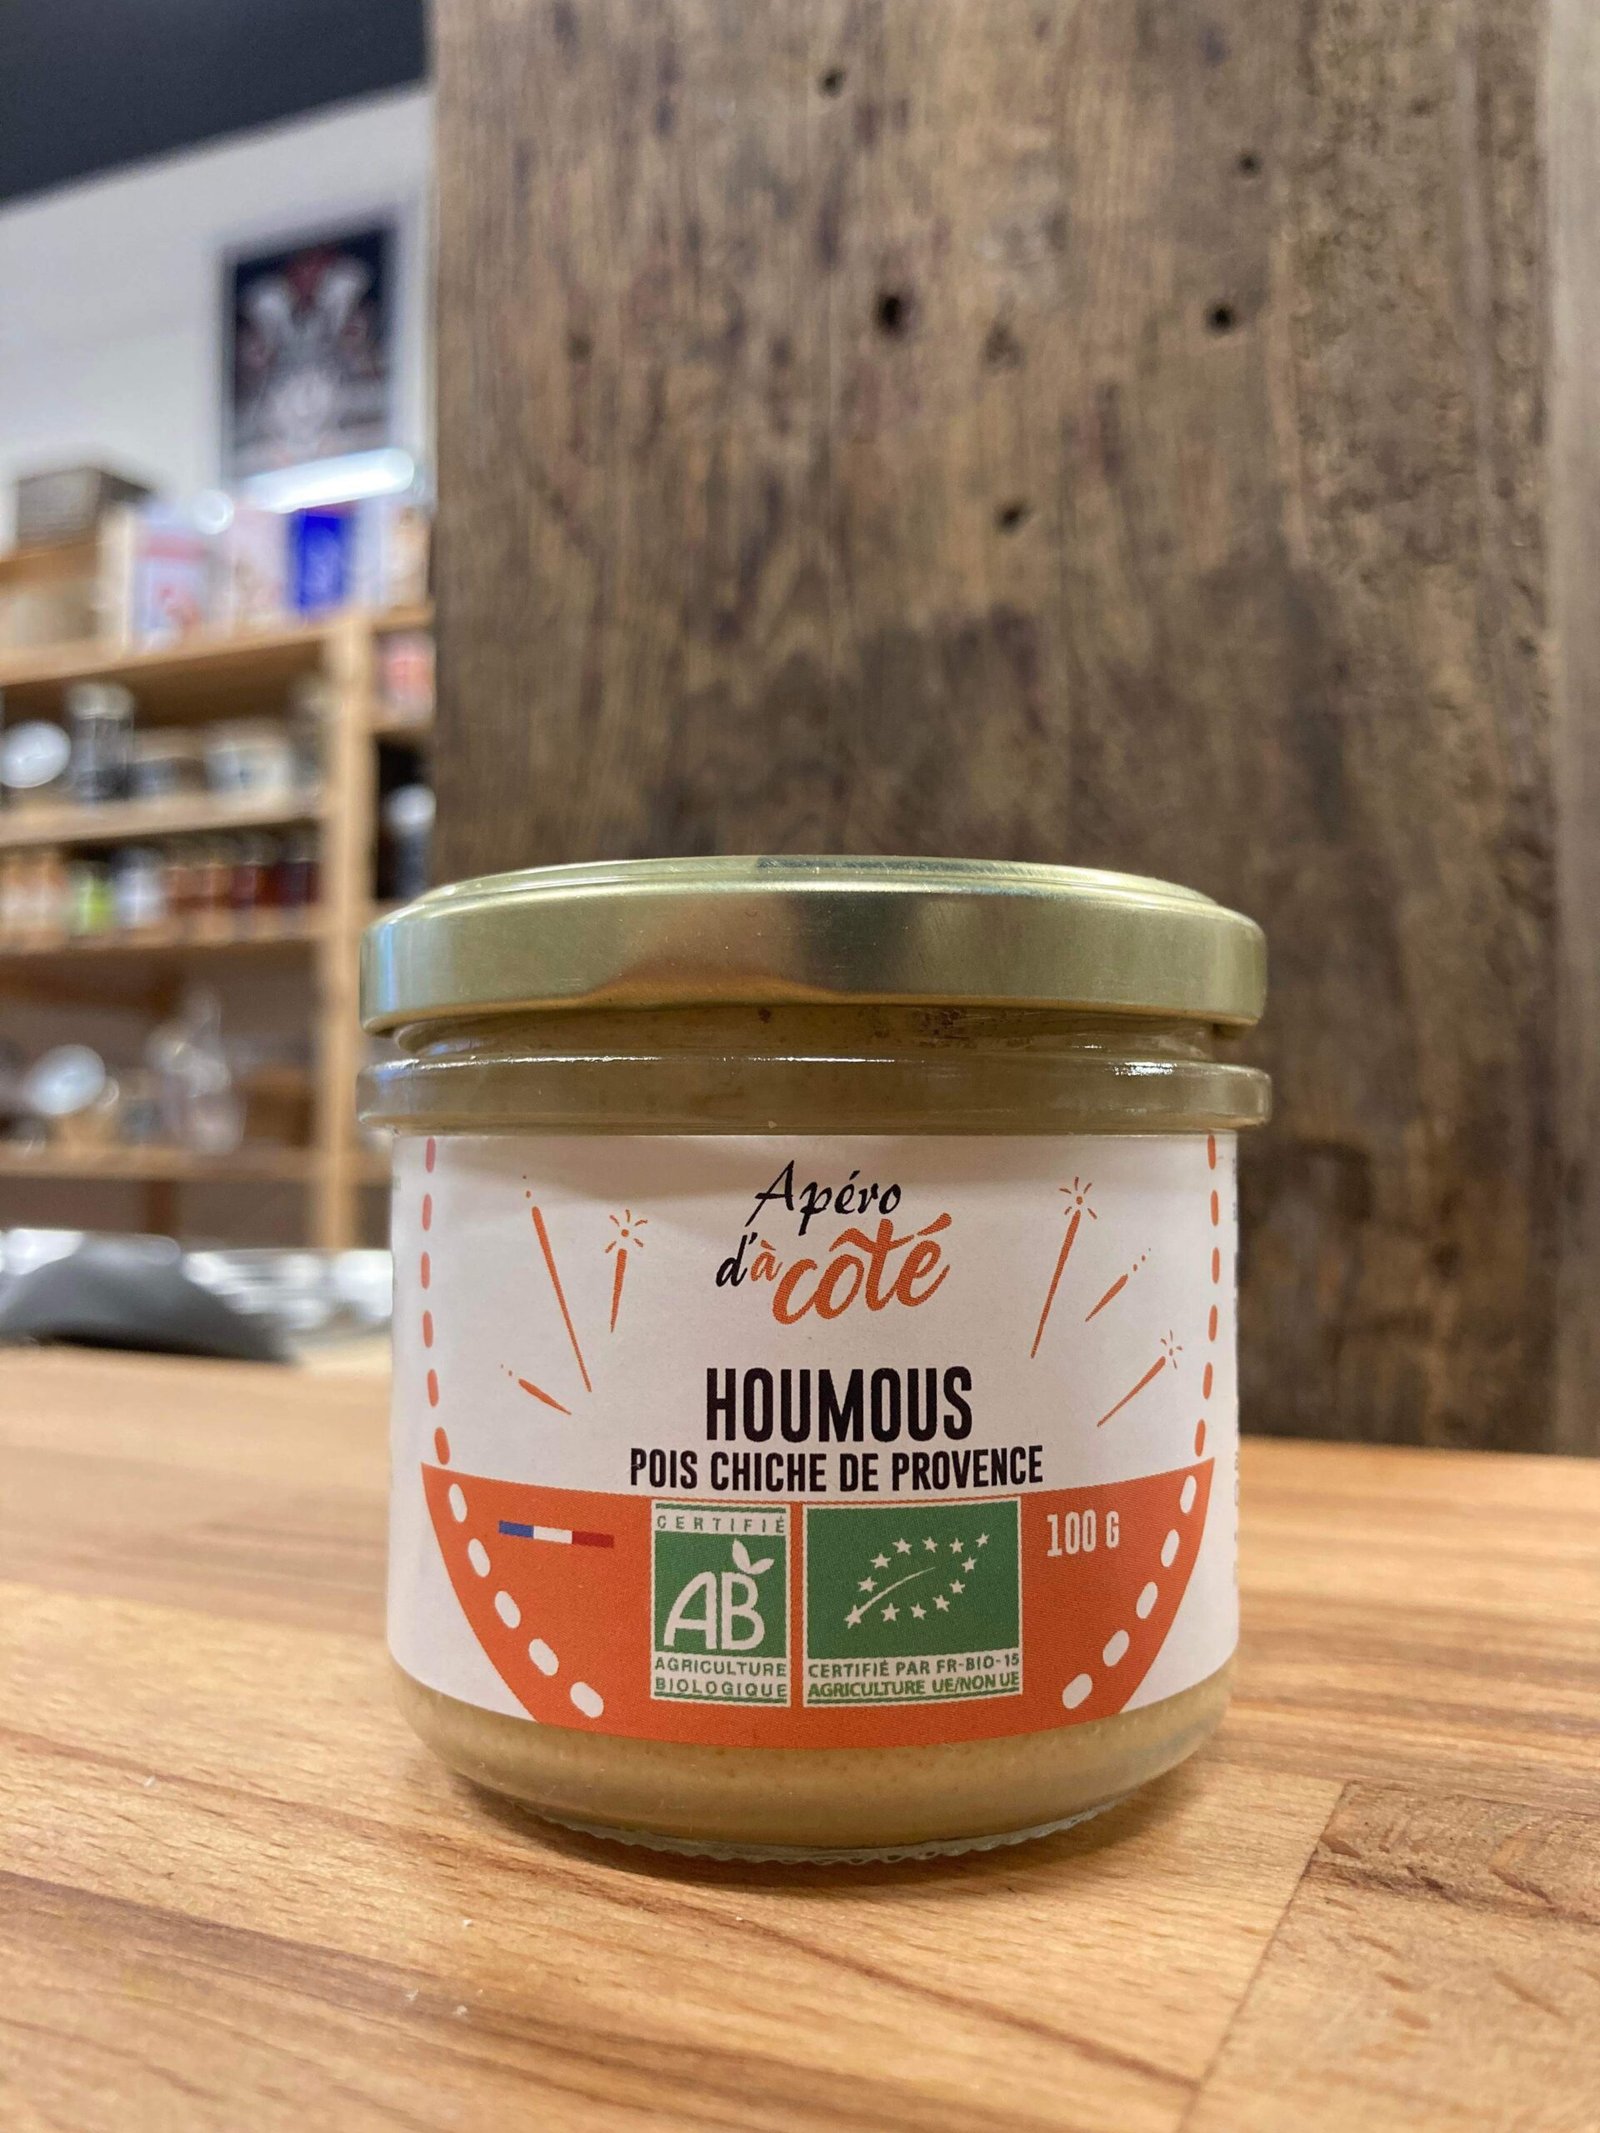 Apéro
d'à côté
HOUMOUS
POIS CHICHE DE PROVENCE
CERTIFIÉ
AB
AGRICULTURE
BIOLOGIQUE
CERTIFIÉ PAR FR-BIO-15
AGRICULTURE UE/NON UE
100 G